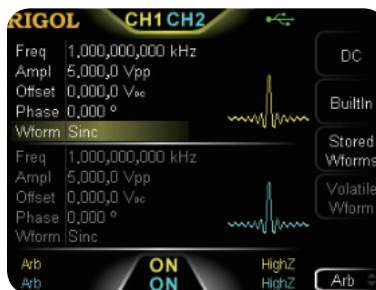 RIGOL CH1 CH2
Freq 1.000,000,000 kHz
Ampl 5.000,0 Vpp
Offset 0.000,0 VDC
Phase 0.000 °
Wform Sinc
Freq 1.000,000,000 kHz
Ampl 5.000,0 Vpp
Offset 0.000,0 VDC
Phase 0.000 °
Wform Sinc
Arb ON HighZ
Arb ON HighZ
DC
BuiltIn
Stored
Wforms
Volatile
Wform
Arb